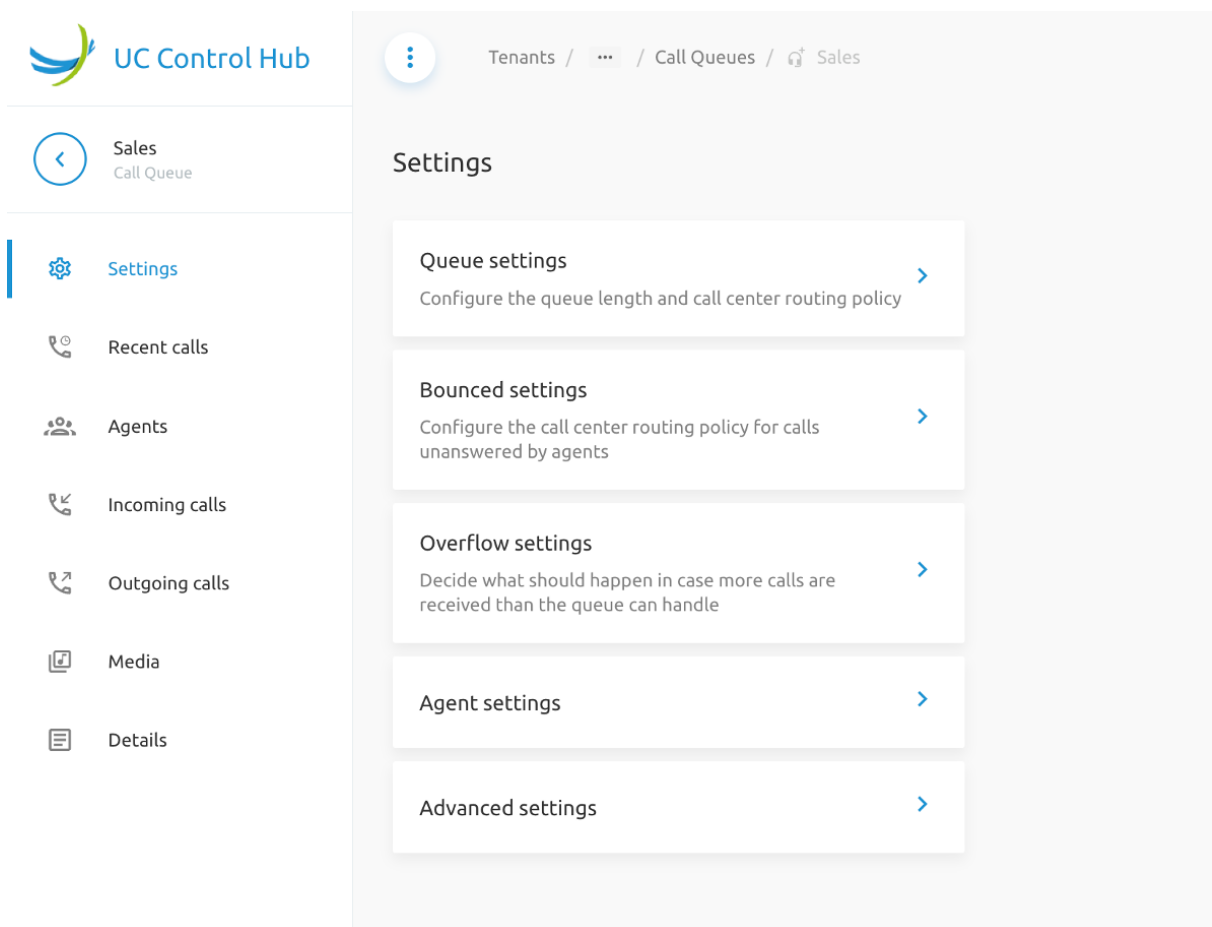 UC Control Hub
Tenants / ... / Call Queues / Sales
Sales
Call Queue
Settings
Recent calls
Agents
Incoming calls
Outgoing calls
Media
Details
Settings
Queue settings
Configure the queue length and call center routing policy
Bounced settings
Configure the call center routing policy for calls
unanswered by agents
Overflow settings
Decide what should happen in case more calls are
received than the queue can handle
Agent settings
Advanced settings